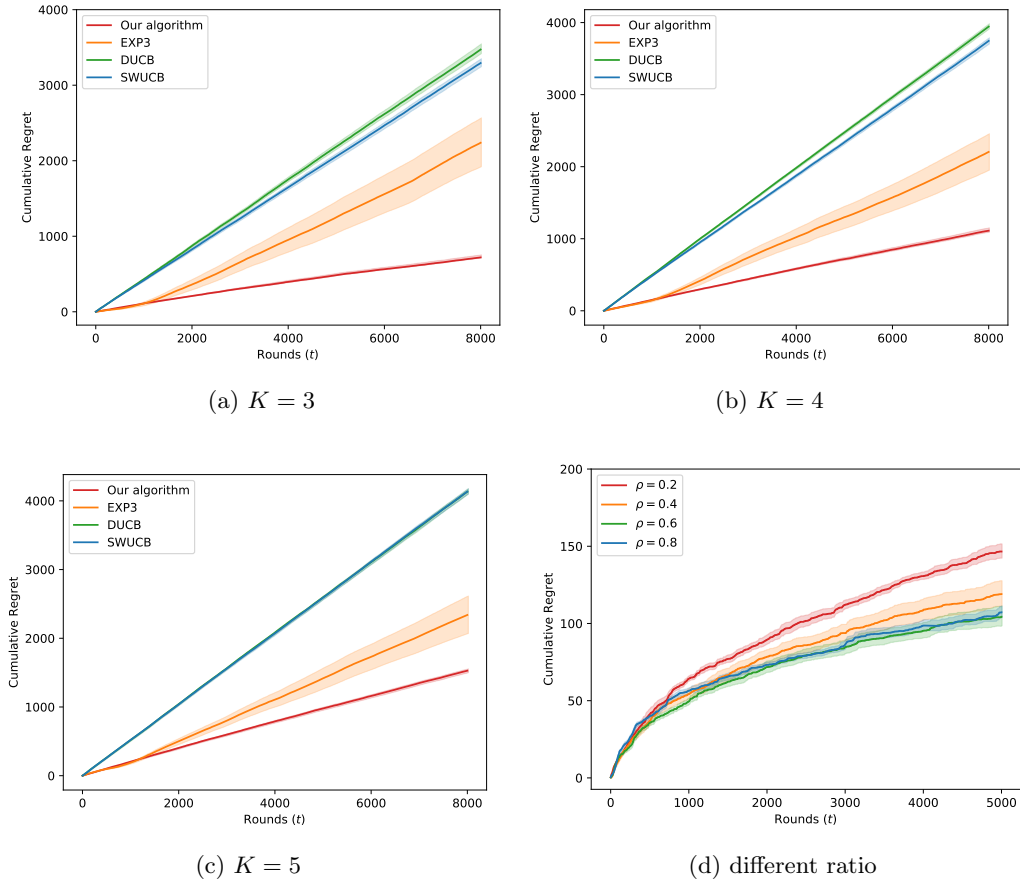 4000
3000
2000
1000
0
Cumulative Regret
Our algorithm
EXP3
DUCB
SWUCB
0 2000 4000 6000 8000
Rounds (t)
(a) K = 3
4000
3000
2000
1000
0
Cumulative Regret
Our algorithm
EXP3
DUCB
SWUCB
0 2000 4000 6000 8000
Rounds (t)
(b) K = 4
4000
3000
2000
1000
0
Cumulative Regret
Our algorithm
EXP3
DUCB
SWUCB
0 2000 4000 6000 8000
Rounds (t)
(c) K = 5
200
150
100
50
0
Cumulative Regret
ρ = 0.2
ρ = 0.4
ρ = 0.6
ρ = 0.8
0 1000 2000 3000 4000 5000
Rounds (t)
(d) different ratio